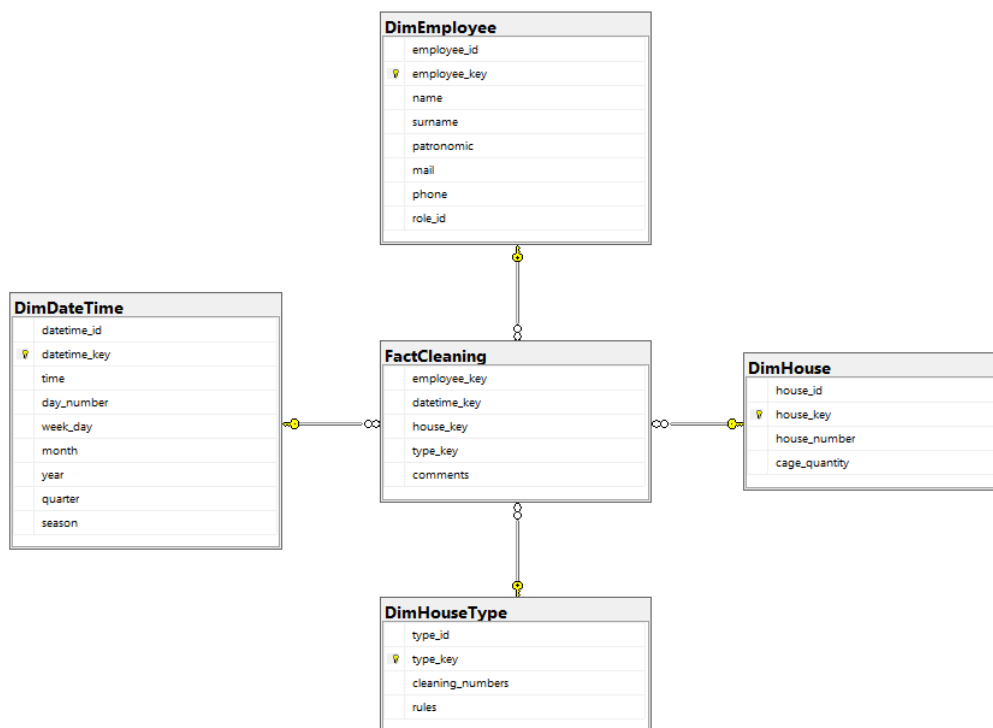 DimEmployee
employee_id
employee_key
name
surname
patronomic
mail
phone
role_id
DimDateTime
datetime_id
datetime_key
time
day_number
week_day
month
year
quarter
season
FactCleaning
employee_key
datetime_key
house_key
type_key
comments
DimHouse
house_id
house_key
house_number
cage_quantity
DimHouseType
type_id
type_key
cleaning_numbers
rules